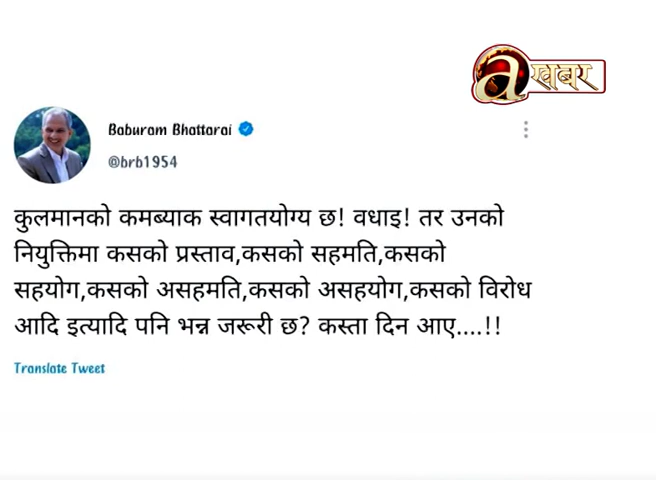 a खबर
Baburam Bhattarai
@brb1954
कुलमानको कमब्याक स्वागतयोग्य छ! वधाइ! तर उनको
नियुक्तिमा कसको प्रस्ताव,कसको सहमति,कसको
सहयोग,कसको असहमति,कसको असहयोग,कसको विरोध
आदि इत्यादि पनि भन्न जरूरी छ? कस्ता दिन आए....!!
Translate Tweet